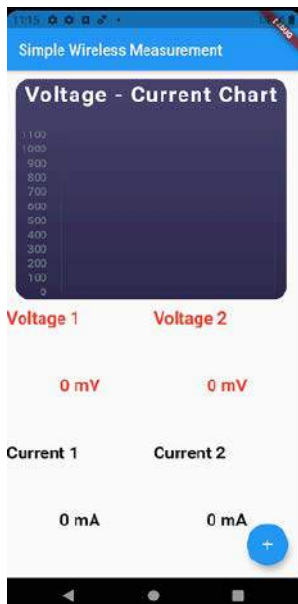 11:15
DEBUG
Simple Wireless Measurement
Voltage - Current Chart
1100
1000
900
800
700
600
500
400
300
200
100
0
Voltage 1 Voltage 2
0 mV 0 mV
Current 1 Current 2
0 mA 0 mA
+